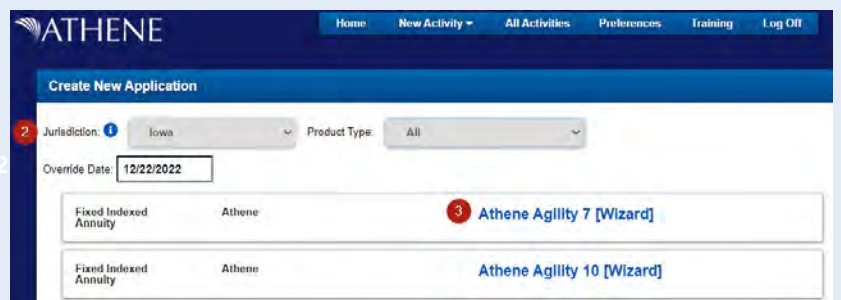 ATHENE
Home New Activity All Activities Preferences Training Log Off
Create New Application
2 Jurisdiction: i Iowa Product Type: All
2
Override Date: 12/22/2022
Fixed Indexed Annuity Athene 3 Athene Agility 7 [Wizard]
Fixed Indexed Annuity Athene Athene Agility 10 [Wizard]